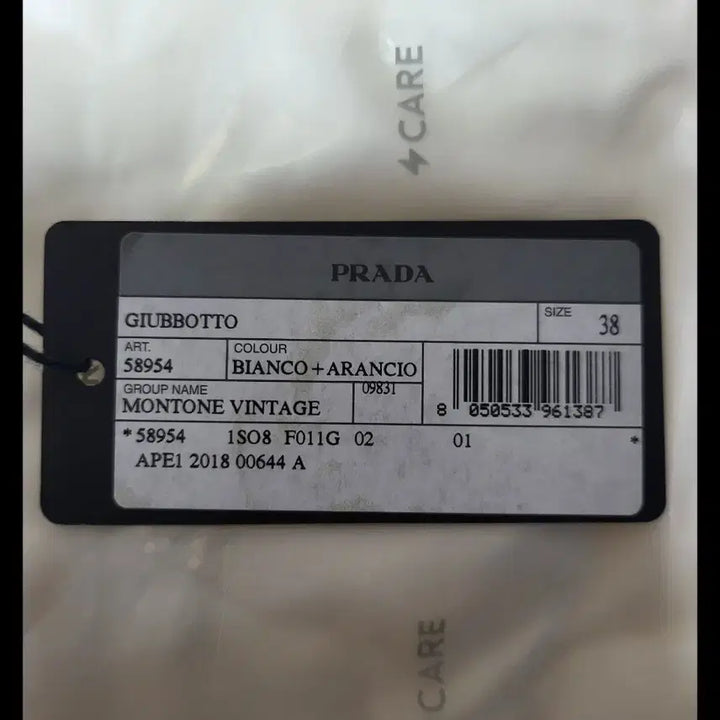 CARE
PRADA
GIUBBOTTO
SIZE
38
ART.
58954
COLOUR
BIANCO+ARANCIO
GROUP NAME
MONTONE VINTAGE
09831
8 050533 961387
*58954 1SO8 F011G 02 01 *
APE1 2018 00644 A
CARE